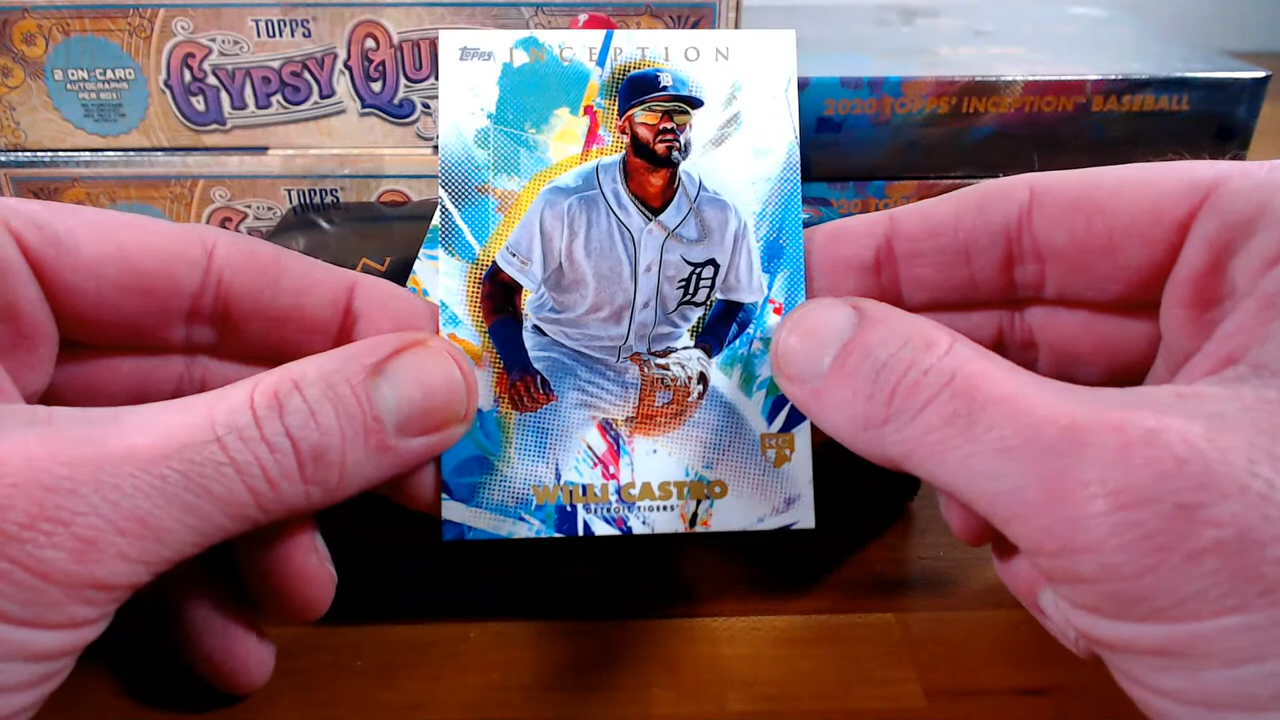 TOPPS
GYPSY QU
2 ON-CARD
AUTOGRAPHS
PER BOX!
TOPPS INCEPTION
2020 TOPPS® INCEPTION™ BASEBALL
TOPPS
D
D
RC
WILLI CASTRO
DETROIT TIGERS®